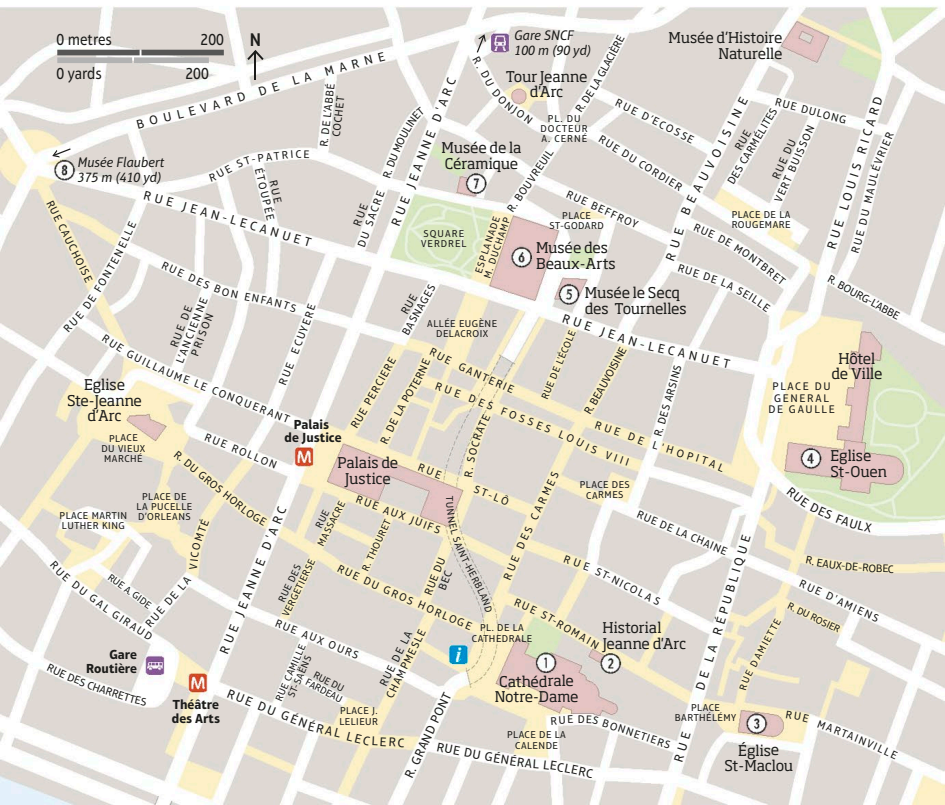 0 metres 200
0 yards 200
N
Gare SNCF
100 m (90 yd)
Musée d'Histoire
Naturelle
BOULEVARD DE LA MARNE
R. DE L'ABBÉ
COCHET
R. DU MOULINET
RUE JEANNE D'ARC
R. DU DONJON
Tour Jeanne
d'Arc
R. DE LA GLACIÈRE
PL. DU
DOCTEUR
A. CERNÉ
RUE D'ECOSSE
RUE DU CORDIER
RUE BEAUVOISINE
RUE DULONG
RUE
DES CARMÉLITES
RUE DU
VERT BUISSON
RUE LOUIS RICARD
RUE DU MAULÉVRIER
8
Musée Flaubert
375 m (410 yd)
RUE ST-PATRICE
RUE
ÉTOUPÉE
RUE
DU SACRE
Musée de la
Céramique
7
R. BOUVREUIL
RUE BEFFROY
PLACE
ST-GODARD
PLACE DE LA
ROUGEMARE
RUE DE MONTBRET
RUE CAUCHOISE
RUE JEAN-LECANUET
SQUARE
VERDREL
ESPLANADE
M. DUCHAMP
6
Musée des
Beaux-Arts
5
Musée le Secq
des Tournelles
RUE DE LA SEILLE
R. BOURG-L'ABBE
RUE DE FONTENELLE
RUE DES BON ENFANTS
RUE DE
L'ANCIENNE
PRISON
RUE ECUYERE
RUE
BASNAGES
ALLÉE EUGÈNE
DELACROIX
RUE JEAN-LECANUET
RUE GUILLAUME LE CONQUERANT
RUE PERCIERE
R. DE LA POTERNE
RUE
GANTERIE
RUE DE L'ÉCOLE
R. BEAUVOISINE
R. DES ARSINS
Hôtel
de Ville
PLACE DU
GENERAL
DE GAULLE
Eglise
Ste-Jeanne
d'Arc
PLACE
DU VIEUX
MARCHÉ
RUE DES FOSSES LOUIS VIII
RUE DE
L'HOPITAL
R. SOCRATE
Palais
de Justice
M
RUE ROLLON
Palais de
Justice
RUE
ST-LÔ
4
Eglise
St-Ouen
R. DU GROS HORLOGE
PLACE DE
LA PUCELLE
D'ORLEANS
PLACE MARTIN
LUTHER KING
RUE
MASSACRE
RUE AUX JUIFS
R. THOURET
TUNNEL SAINT-HERBLAND
RUE DES CARMES
PLACE DES
CARMES
RUE DES FAULX
RUE DE LA CHAINE
R. EAUX-DE-ROBEC
RUE DU GAL GIRAUD
RUE A GIDE
RUE DE LA VICOMTÉ
RUE JEANNE D'ARC
RUE DES
VERGETIERSE
RUE DU GROS HORLOGE
RUE DU
BEC
RUE ST-NICOLAS
RUE D'AMIENS
R. DU ROSIER
RUE DAMIETTE
RUE AUX OURS
PL. DE LA
CATHÉDRALE
RUE ST-ROMAIN
Historial
Jeanne d'Arc
2
RUE DE LA RÉPUBLIQUE
Gare
Routière
RUE DES CHARRETTES
M
Théâtre
des Arts
RUE CAMILLE
ST-SAËNS
RUE DU
FARDEAU
RUE DE LA
CHAMPMESLE
i
1
Cathédrale
Notre-Dame
PLACE
BARTHÉLÉMY
3
RUE MARTAINVILLE
Église
St-Maclou
PLACE J.
LELIEUR
R. GRAND PONT
RUE DES BONNETIERS
PLACE DE LA
CALENDE
RUE DU GÉNÉRAL LECLERC
RUE DU GÉNÉRAL LECLERC